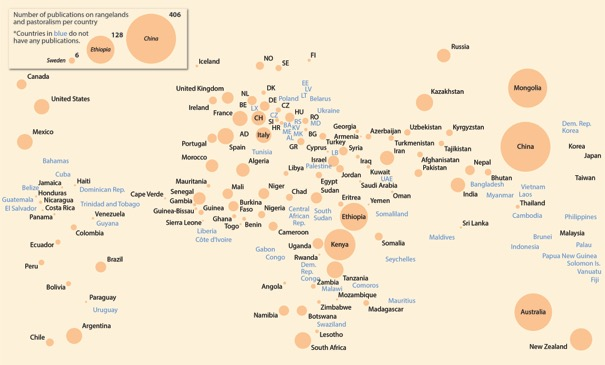 Number of publications on rangelands
and pastoralism per country
406
128
China
Ethiopia
*Countries in blue do not
have any publications.
6
Sweden
Iceland
NO
SE
FI
Russia
Canada
United Kingdom
NL
DK
EE
LV
LT
Kazakhstan
Mongolia
United States
Ireland
BE
DE
Poland
Belarus
LX
CZ
CZ
Ukraine
France
CH
SI
HU
RO
BA
RS
MD
Mexico
AD
Italy
HR
ME
KV
AL
MK
BG
Georgia
Armenia
Azerbaijan
Uzbekistan
Kyrgyzstan
Dem. Rep.
Korea
Portugal
Spain
GR
Cyprus
Turkey
Syria
Turkmenistan
Tajikistan
China
Korea
Tunisia
LB
Iran
Japan
Bahamas
Morocco
Algeria
Israel
Palestine
Iraq
Afghanistan
Pakistan
Nepal
Cuba
Libya
Jordan
Kuwait
UAE
Bhutan
Taiwan
Belize
Jamaica
Haiti
Mauritania
Egypt
Saudi Arabia
India
Bangladesh
Vietnam
Honduras
Dominican Rep.
Cape Verde
Senegal
Mali
Niger
Chad
Sudan
Eritrea
Oman
Myanmar
Laos
Guatemala
Nicaragua
Gambia
Yemen
Thailand
El Salvador
Costa Rica
Trinidad and Tobago
Guinea-Bissau
Guinea
Burkina
Faso
Nigeria
Central
African
Rep.
South
Sudan
Ethiopia
Somaliland
Cambodia
Philippines
Panama
Venezuela
Guyana
Sierra Leone
Ghana
Togo
Benin
Sri Lanka
Colombia
Liberia
Côte d'Ivoire
Cameroon
Maldives
Brunei
Malaysia
Ecuador
Gabon
Congo
Uganda
Kenya
Somalia
Indonesia
Palau
Peru
Brazil
Rwanda
Dem.
Rep.
Congo
Seychelles
Papua New Guinea
Solomon Is.
Vanuatu
Fiji
Bolivia
Angola
Tanzania
Zambia
Malawi
Comoros
Paraguay
Mozambique
Mauritius
Uruguay
Namibia
Zimbabwe
Madagascar
Botswana
Australia
Argentina
Swaziland
Chile
Lesotho
South Africa
New Zealand